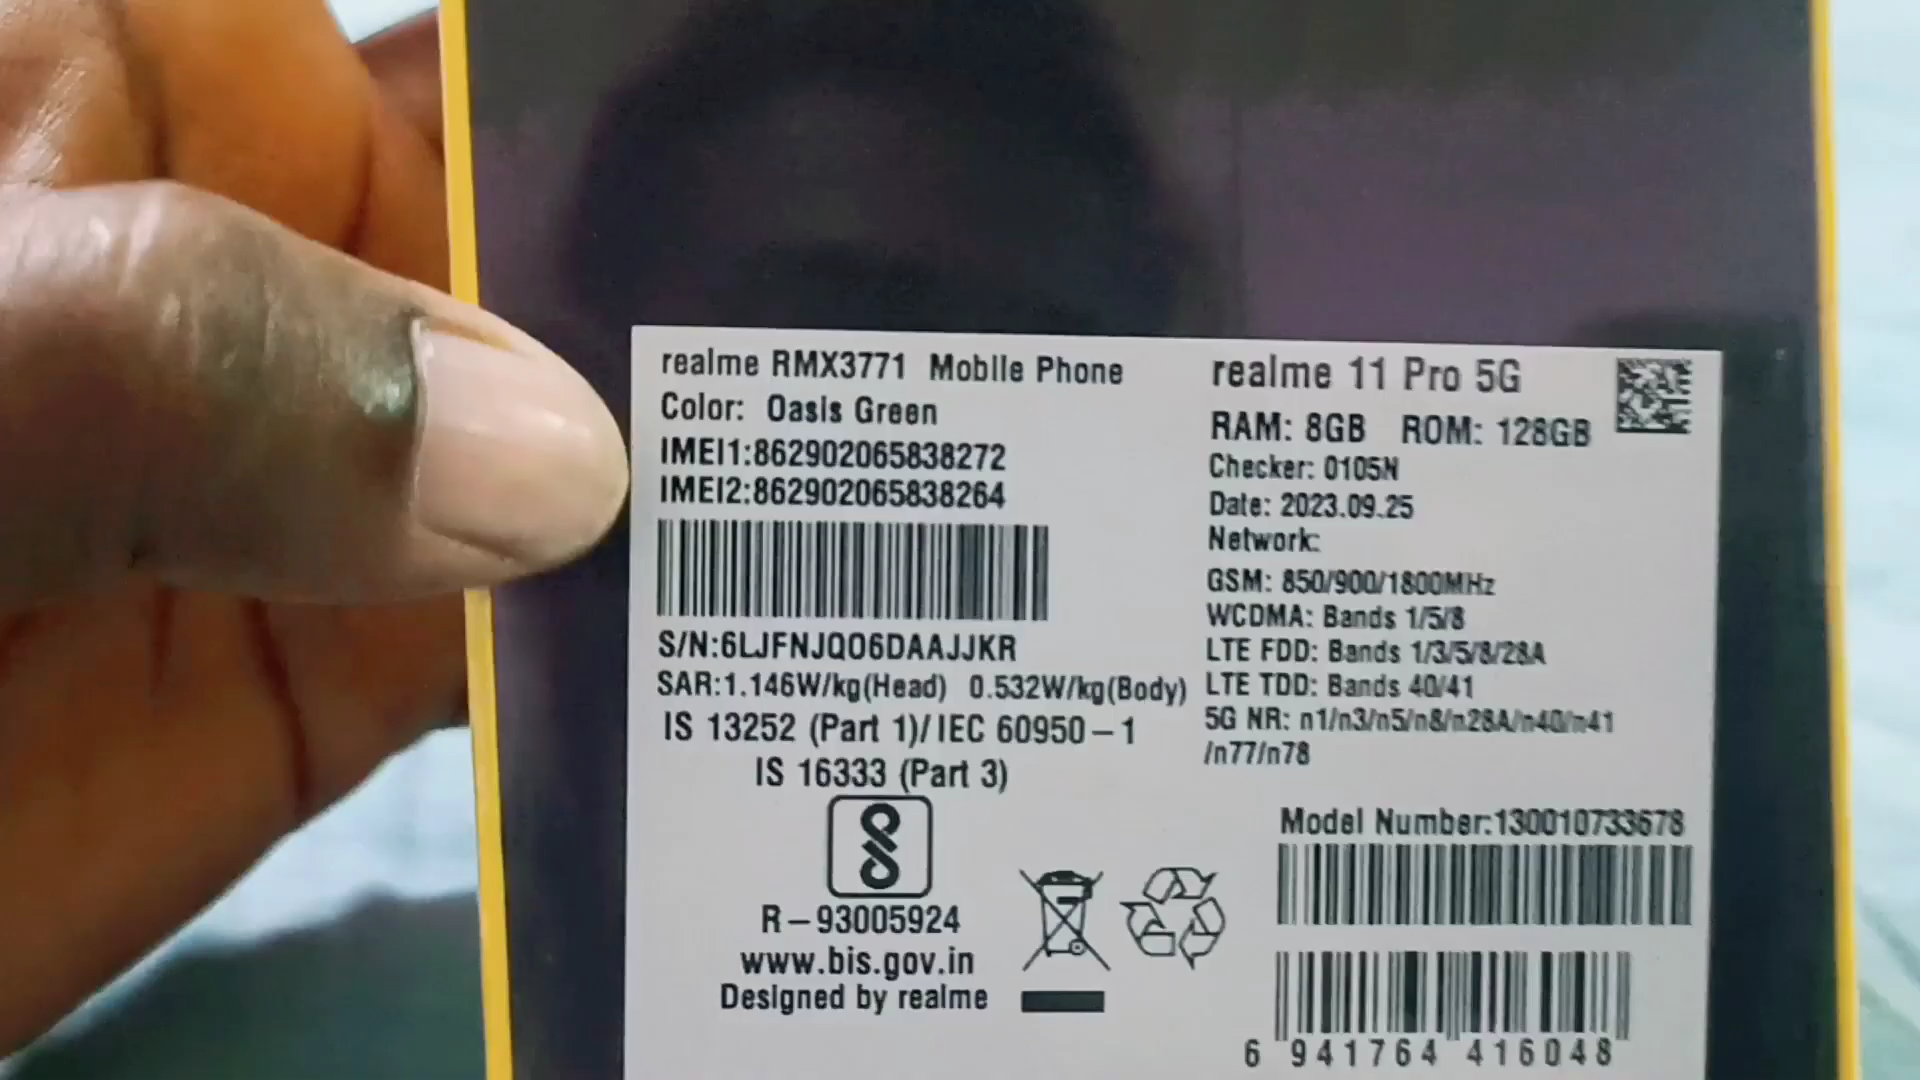 realme RMX3771 Mobile Phone
Color: Oasis Green
IMEI1:862902065838272
IMEI2:862902065838264
S/N:6LJFNJQO6DAAJJKR
SAR:1.146W/kg(Head) 0.532W/kg(Body)
IS 13252 (Part 1)/IEC 60950-1
IS 16333 (Part 3)
R-93005924
www.bis.gov.in
Designed by realme
realme 11 Pro 5G
RAM: 8GB ROM: 128GB
Checker: 0105N
Date: 2023.09.25
Network:
GSM: 850/900/1800MHz
WCDMA: Bands 1/5/8
LTE FDD: Bands 1/3/5/8/28A
LTE TDD: Bands 40/41
5G NR: n1/n3/n5/n8/n28A/n40/n41
/n77/n78
Model Number:130010733678
6 941764 416048